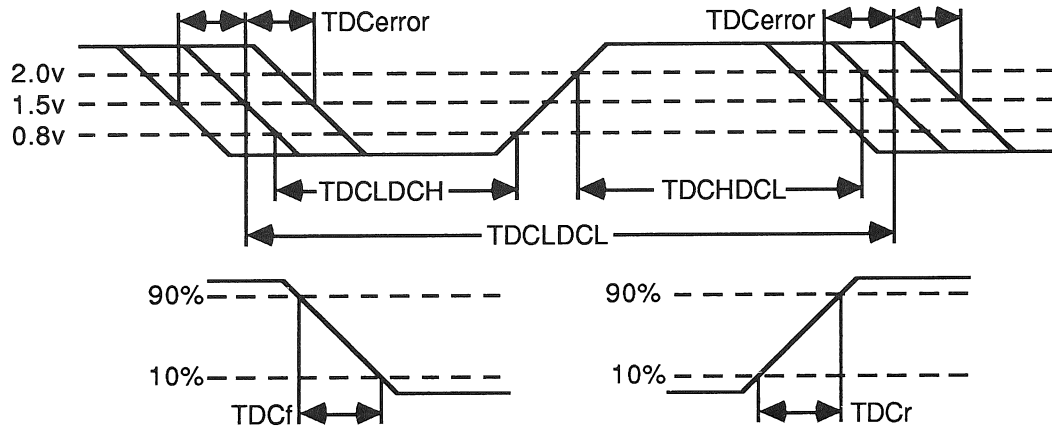 TDCerror TDCerror
2.0v
1.5v
0.8v
TDCLDCH TDCHDCL
TDCLDCL
90% 90%
10% 10%
TDCf TDCr